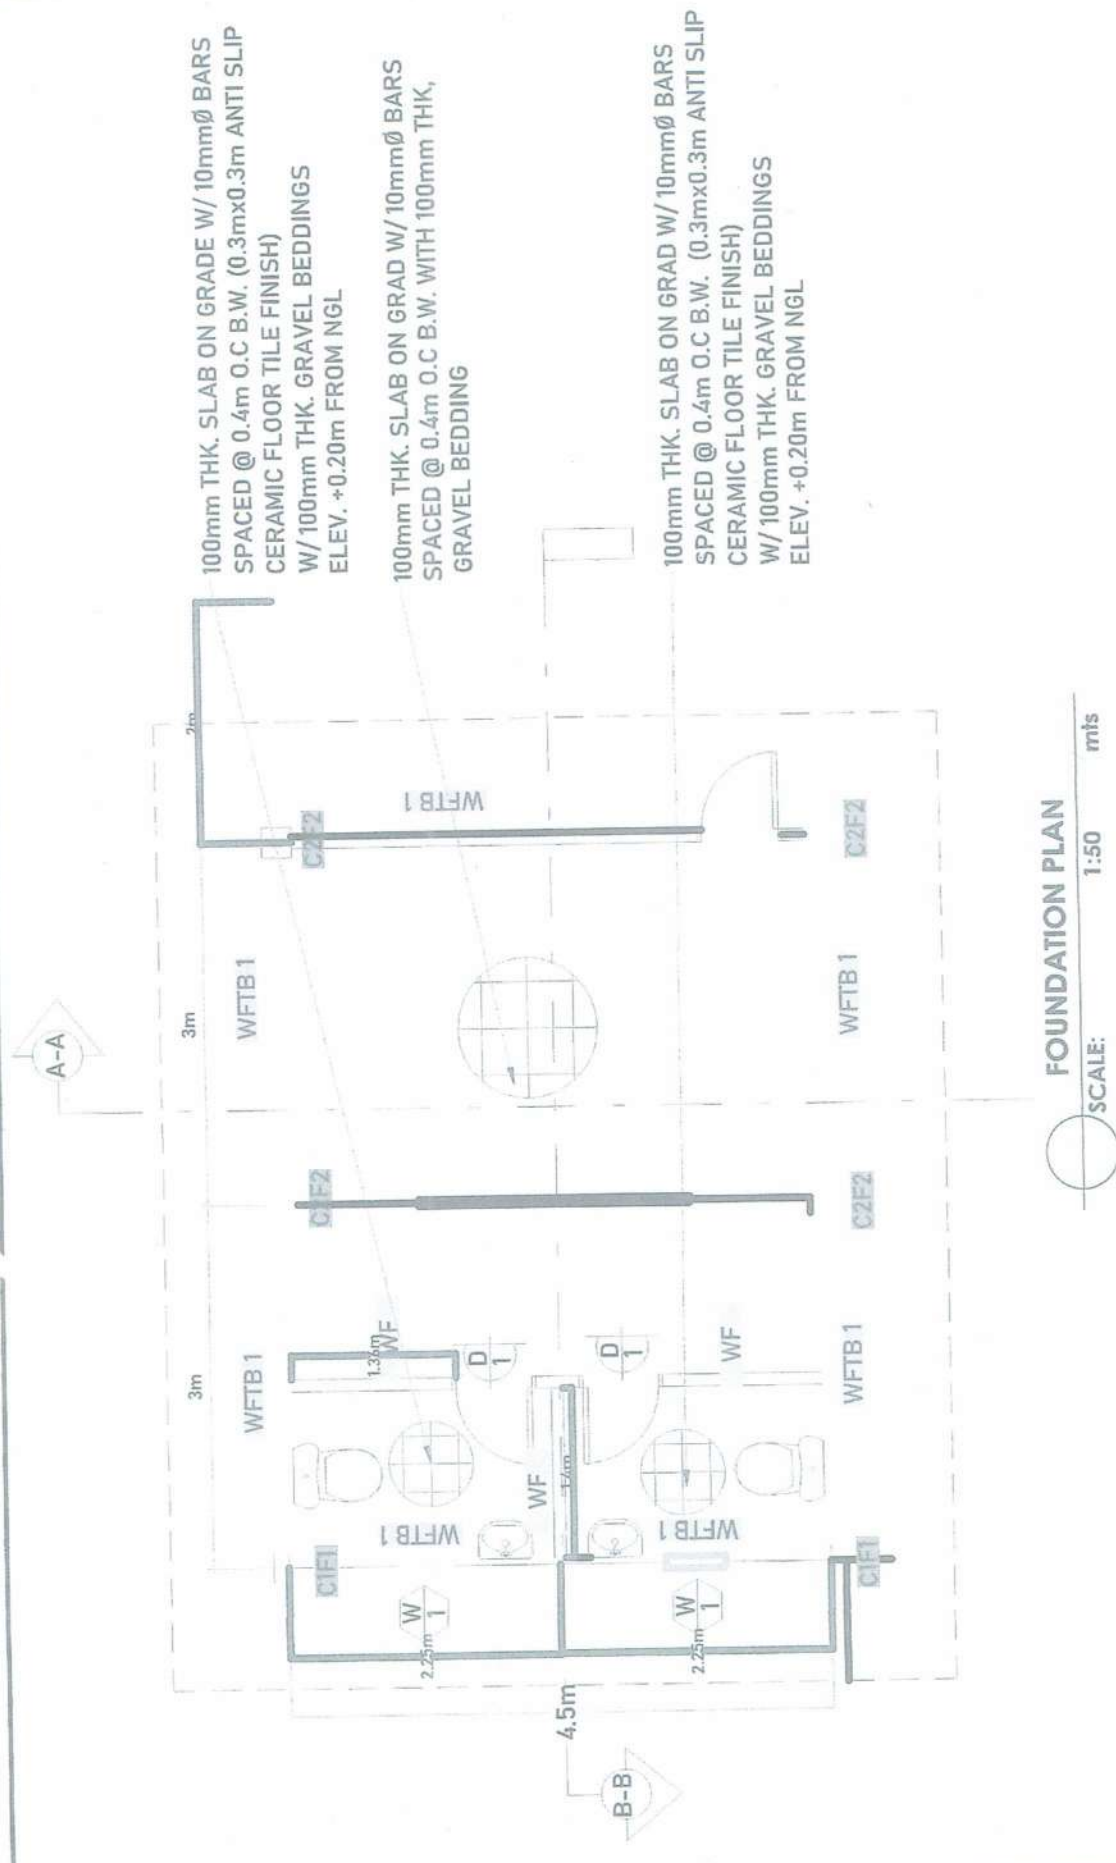 100mm THK. SLAB ON GRADE W/ 10mmØ BARS
SPACED @ 0.4m O.C B.W. (0.3mx0.3m ANTI SLIP
CERAMIC FLOOR TILE FINISH)
W/ 100mm THK. GRAVEL BEDDINGS
ELEV. +0.20m FROM NGL
100mm THK. SLAB ON GRAD W/ 10mmØ BARS
SPACED @ 0.4m O.C B.W. WITH 100mm THK,
GRAVEL BEDDING
100mm THK. SLAB ON GRAD W/ 10mmØ BARS
SPACED @ 0.4m O.C B.W. (0.3mx0.3m ANTI SLIP
CERAMIC FLOOR TILE FINISH)
W/ 100mm THK. GRAVEL BEDDINGS
ELEV. +0.20m FROM NGL
A-A
3m
3m
2m
WFTB 1
WFTB 1
C1F1
C2F2
C2F2
1.36m
WF
D
1
WFTB 1
WFTB 1
W
1
2.25m
WF
D
1
WF
WFTB 1
W
1
2.25m
4.5m
B-B
C1F1
WFTB 1
C2F2
WFTB 1
C2F2
FOUNDATION PLAN
SCALE:
1:50
mts